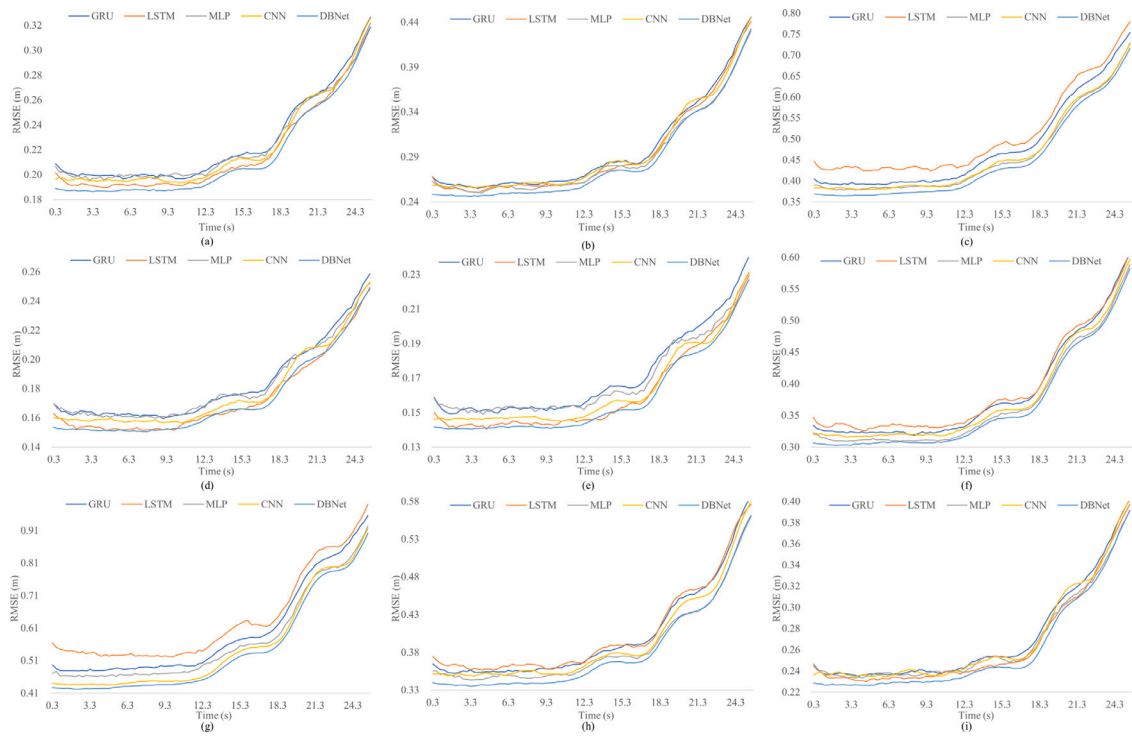 GRU LSTM MLP CNN DBNet
0.32
0.30
0.28
0.26
0.24
0.22
0.20
0.18
RMSE (m)
0.3 3.3 6.3 9.3 12.3 15.3 18.3 21.3 24.3
Time (s)
(a)
GRU LSTM MLP CNN DBNet
0.44
0.39
0.34
0.29
0.24
RMSE (m)
0.3 3.3 6.3 9.3 12.3 15.3 18.3 21.3 24.3
Time (s)
(b)
GRU LSTM MLP CNN DBNet
0.80
0.75
0.70
0.65
0.60
0.55
0.50
0.45
0.40
0.35
RMSE (m)
0.3 3.3 6.3 9.3 12.3 15.3 18.3 21.3 24.3
Time (s)
(c)
GRU LSTM MLP CNN DBNet
0.26
0.24
0.22
0.20
0.18
0.16
0.14
RMSE (m)
0.3 3.3 6.3 9.3 12.3 15.3 18.3 21.3 24.3
Time (s)
(d)
GRU LSTM MLP CNN DBNet
0.23
0.21
0.19
0.17
0.15
0.13
RMSE (m)
0.3 3.3 6.3 9.3 12.3 15.3 18.3 21.3 24.3
Time (s)
(e)
GRU LSTM MLP CNN DBNet
0.60
0.55
0.50
0.45
0.40
0.35
0.30
RMSE (m)
0.3 3.3 6.3 9.3 12.3 15.3 18.3 21.3 24.3
Time (s)
(f)
GRU LSTM MLP CNN DBNet
0.91
0.81
0.71
0.61
0.51
0.41
RMSE (m)
0.3 3.3 6.3 9.3 12.3 15.3 18.3 21.3 24.3
Time (s)
(g)
GRU LSTM MLP CNN DBNet
0.58
0.53
0.48
0.43
0.38
0.33
RMSE (m)
0.3 3.3 6.3 9.3 12.3 15.3 18.3 21.3 24.3
Time (s)
(h)
GRU LSTM MLP CNN DBNet
0.40
0.38
0.36
0.34
0.32
0.30
0.28
0.26
0.24
0.22
RMSE (m)
0.3 3.3 6.3 9.3 12.3 15.3 18.3 21.3 24.3
Time (s)
(i)